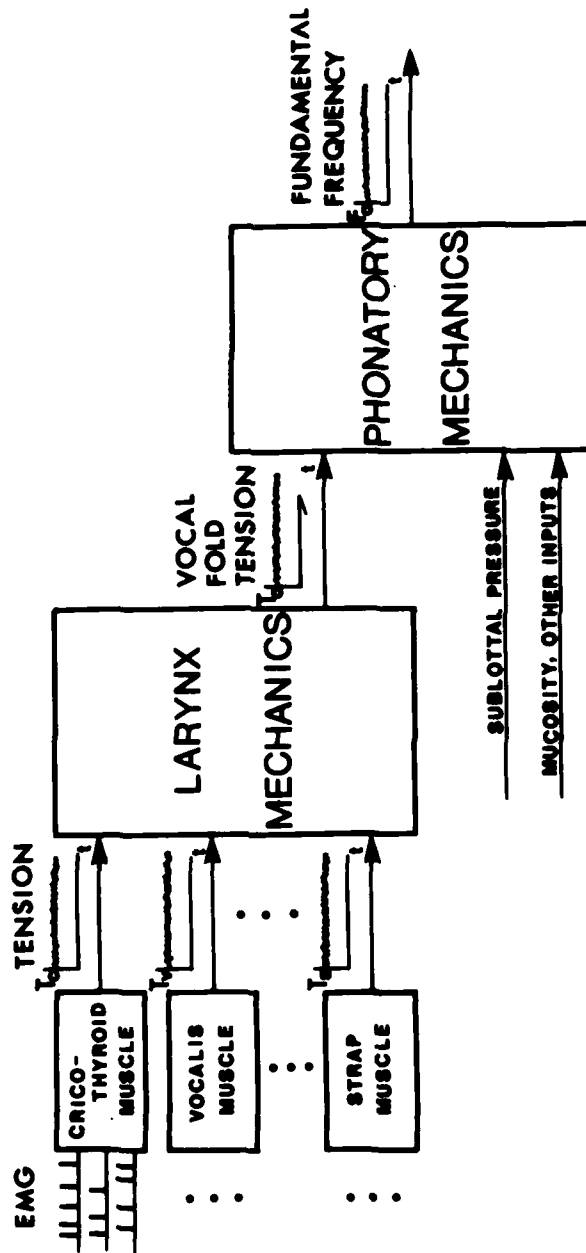 EMG
TENSION
CRICO-
THYROID
MUSCLE
T
t
VOCALIS
MUSCLE
T
t
STRAP
MUSCLE
T
t
LARYNX
MECHANICS
VOCAL
FOLD
TENSION
T
t
SUBLOTTAL PRESSURE
MUCOSITY, OTHER INPUTS
PHONATORY
MECHANICS
FUNDAMENTAL
FREQUENCY
F
t